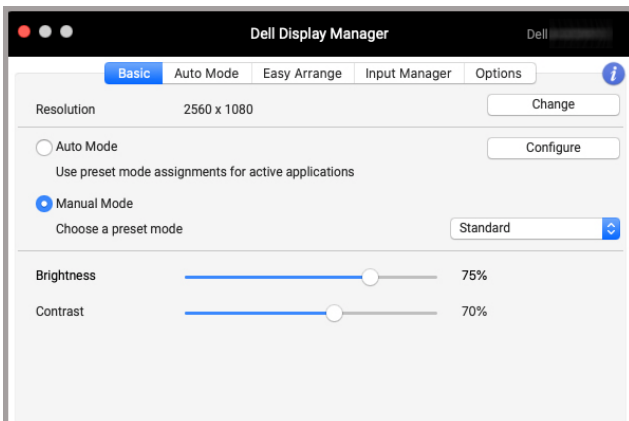 Dell Display Manager Dell
Basic Auto Mode Easy Arrange Input Manager Options i
Resolution 2560 x 1080 Change
Auto Mode Configure
Use preset mode assignments for active applications
Manual Mode
Choose a preset mode Standard
Brightness 75%
Contrast 70%